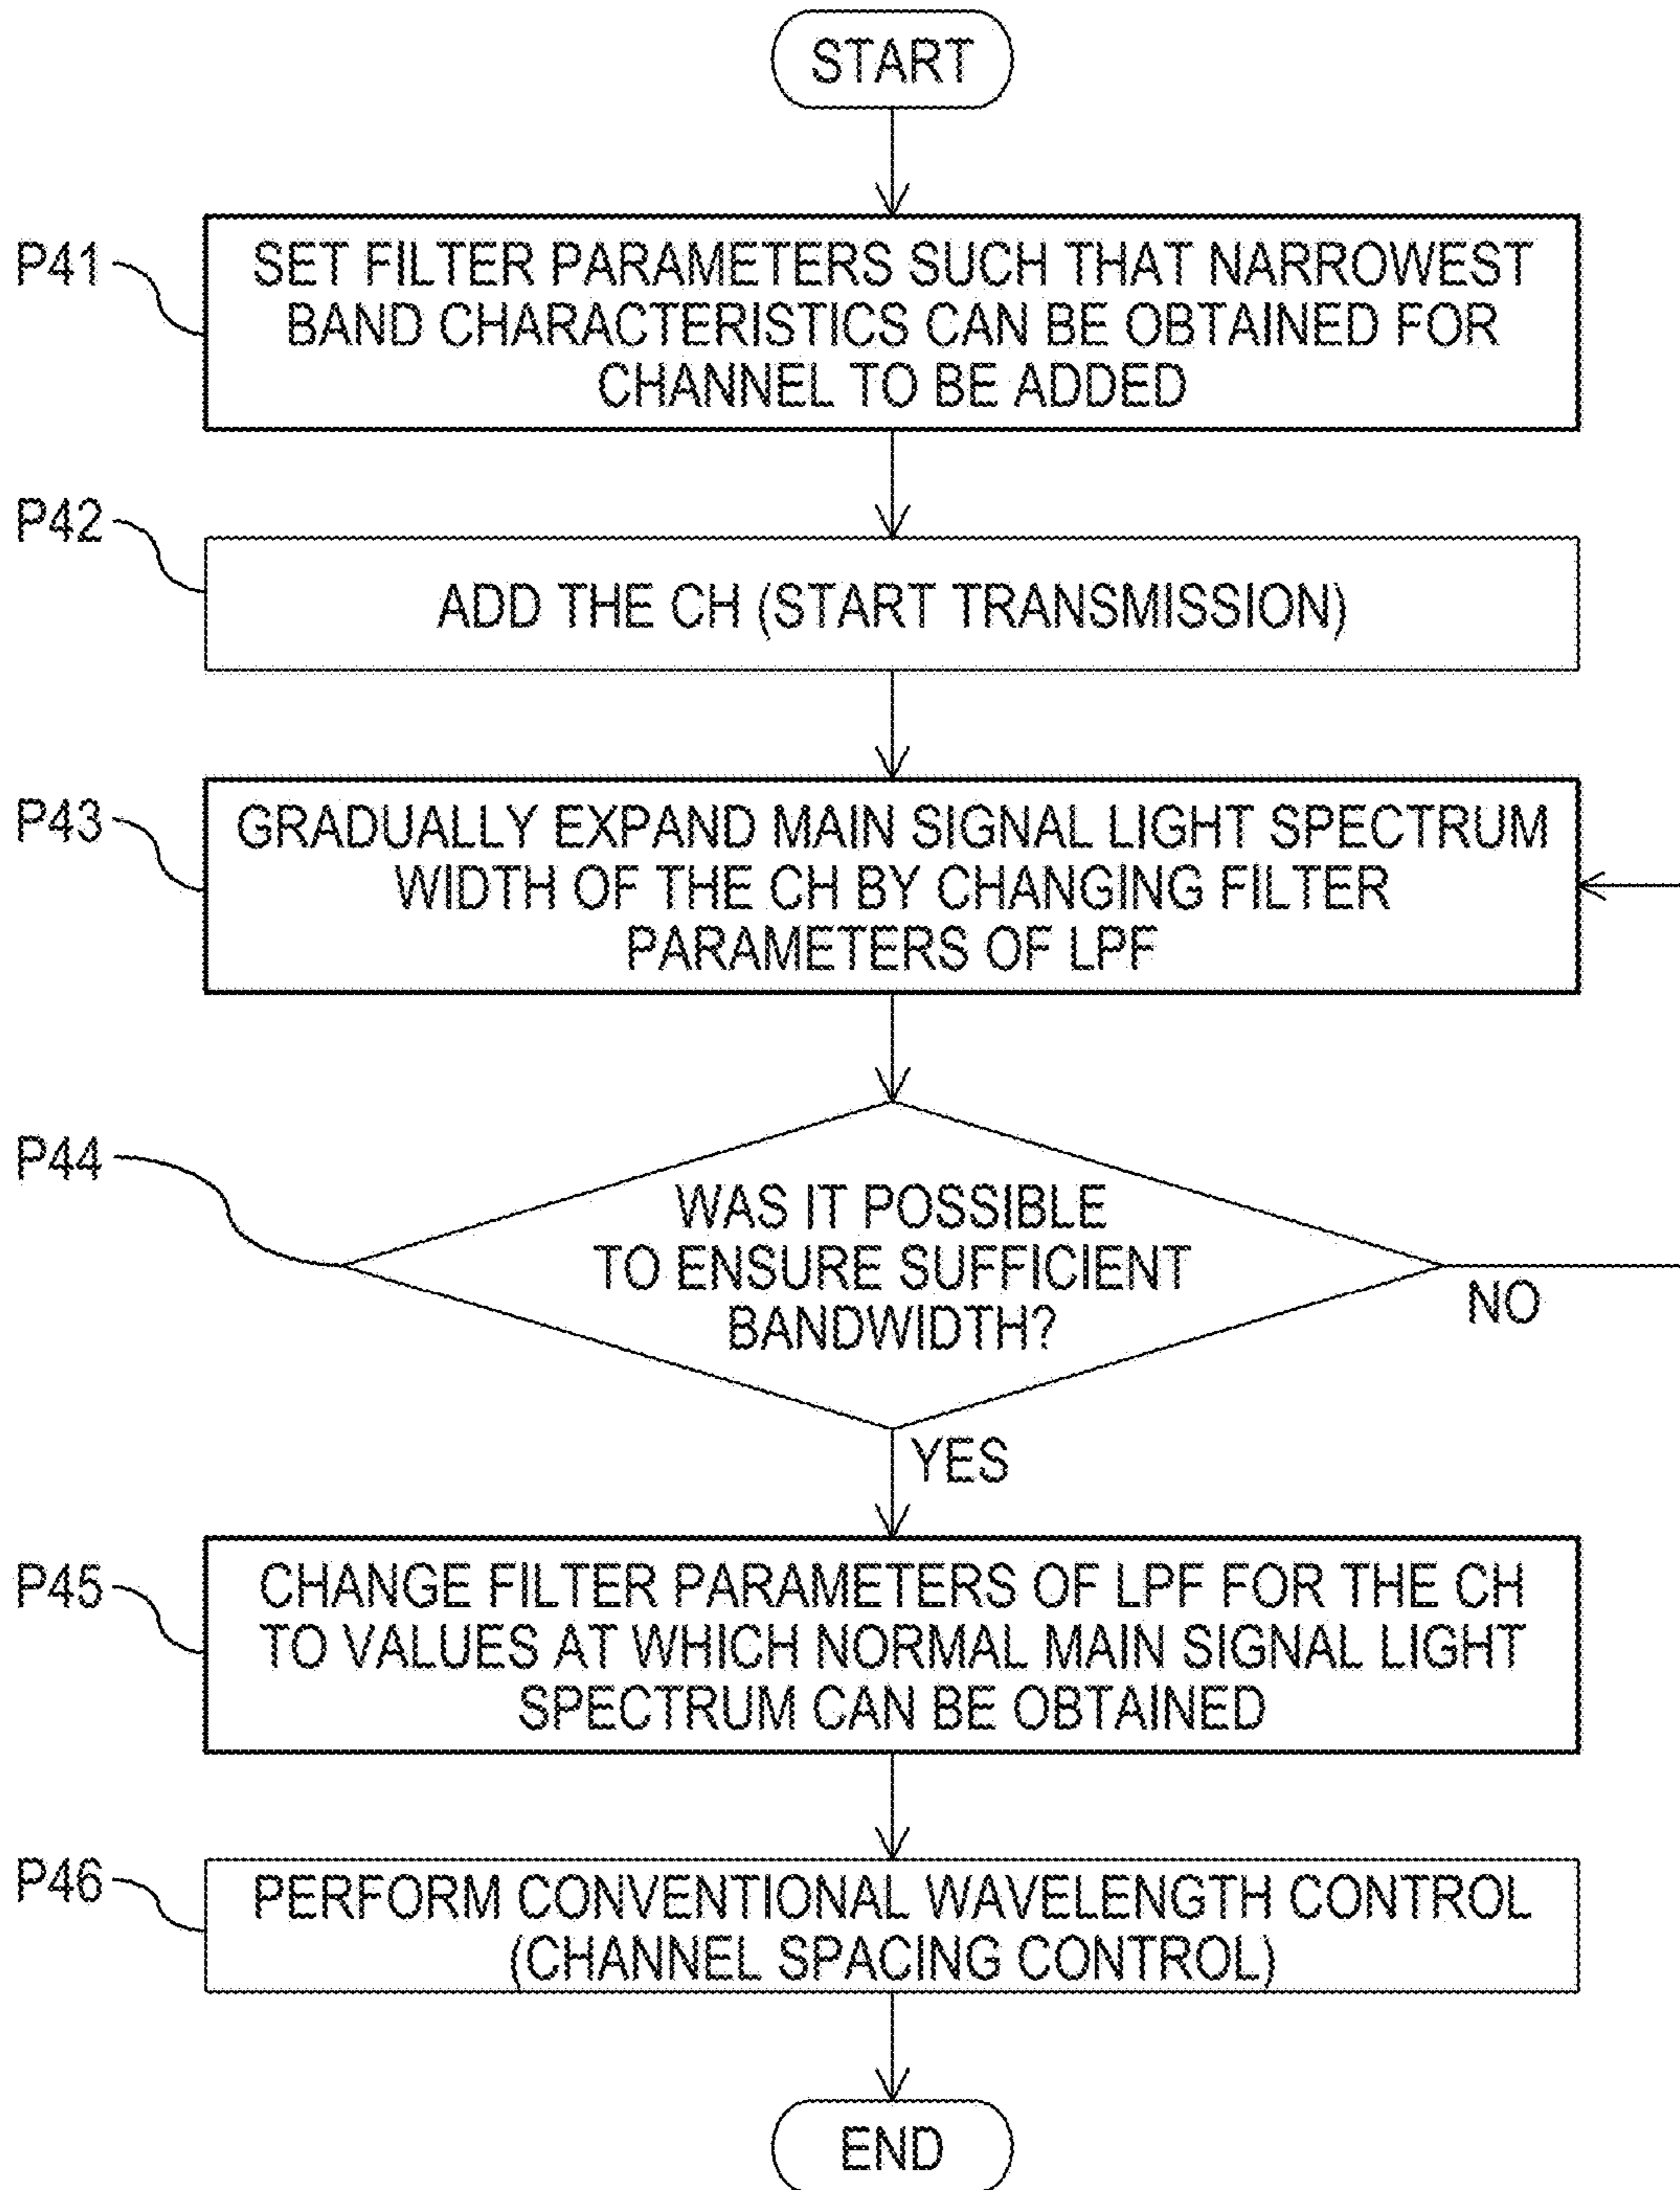 START
P41
SET FILTER PARAMETERS SUCH THAT NARROWEST
BAND CHARACTERISTICS CAN BE OBTAINED FOR
CHANNEL TO BE ADDED
P42
ADD THE CH (START TRANSMISSION)
P43
GRADUALLY EXPAND MAIN SIGNAL LIGHT SPECTRUM
WIDTH OF THE CH BY CHANGING FILTER
PARAMETERS OF LPF
P44
WAS IT POSSIBLE
TO ENSURE SUFFICIENT
BANDWIDTH?
NO
YES
P45
CHANGE FILTER PARAMETERS OF LPF FOR THE CH
TO VALUES AT WHICH NORMAL MAIN SIGNAL LIGHT
SPECTRUM CAN BE OBTAINED
P46
PERFORM CONVENTIONAL WAVELENGTH CONTROL
(CHANNEL SPACING CONTROL)
END